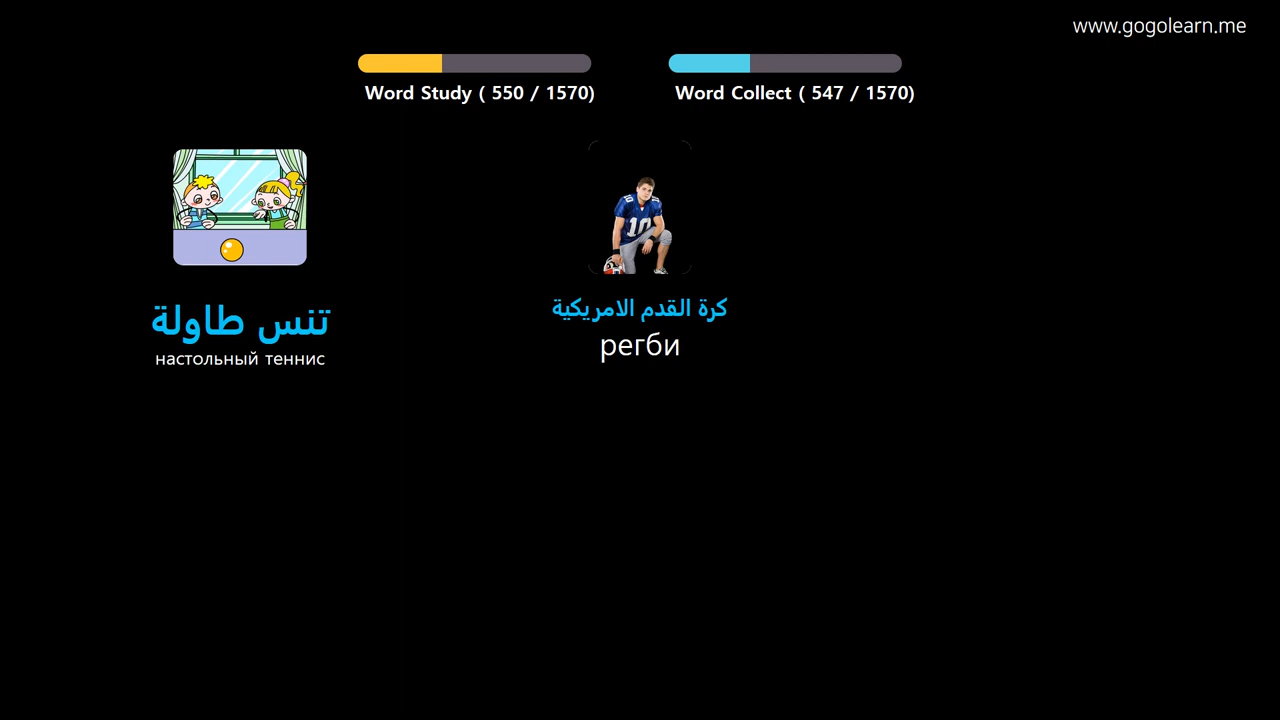 www.gogolearn.me
Word Study ( 550 / 1570)
Word Collect ( 547 / 1570)
تنس طاولة
настольный теннис
10
كرة القدم الامريكية
регби